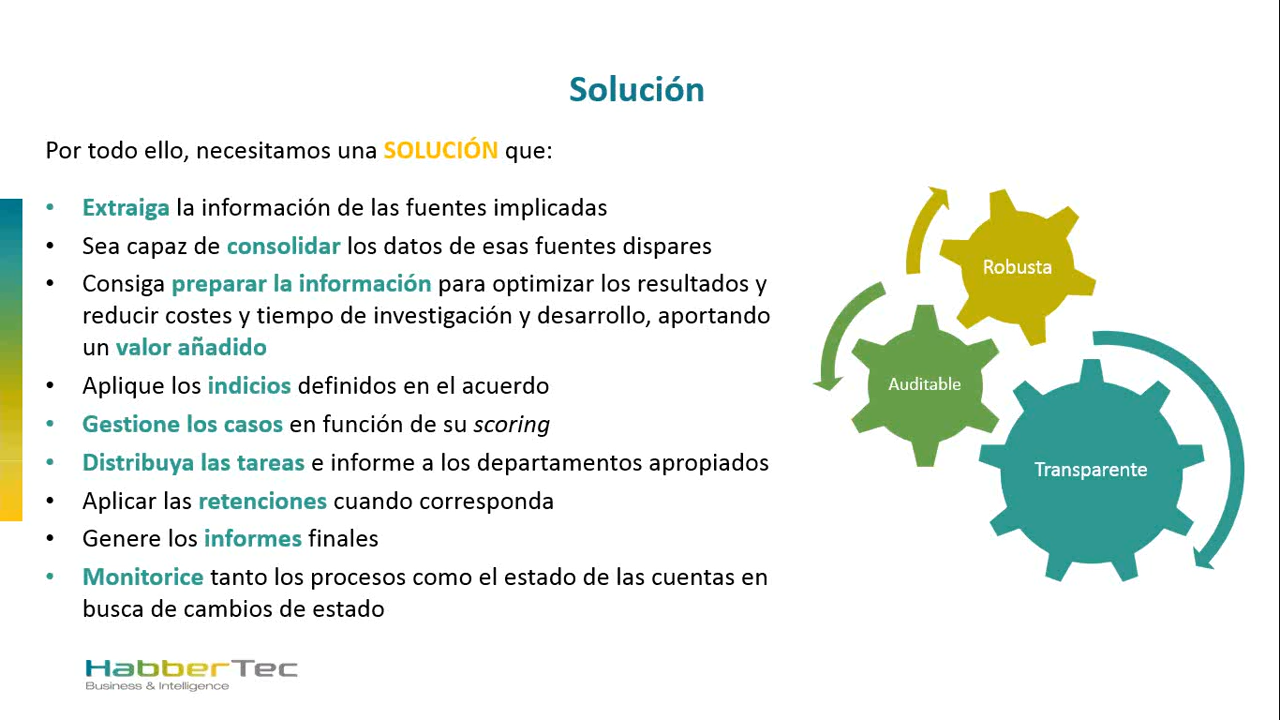 Solución
Por todo ello, necesitamos una SOLUCIÓN que:
• Extraiga la información de las fuentes implicadas
• Sea capaz de consolidar los datos de esas fuentes dispares
• Consiga preparar la información para optimizar los resultados y
reducir costes y tiempo de investigación y desarrollo, aportando
un valor añadido
• Aplique los indicios definidos en el acuerdo
• Gestione los casos en función de su scoring
• Distribuya las tareas e informe a los departamentos apropiados
• Aplicar las retenciones cuando corresponda
• Genere los informes finales
• Monitorice tanto los procesos como el estado de las cuentas en
busca de cambios de estado
Robusta
Auditable
Transparente
HabberTec
Business & Intelligence